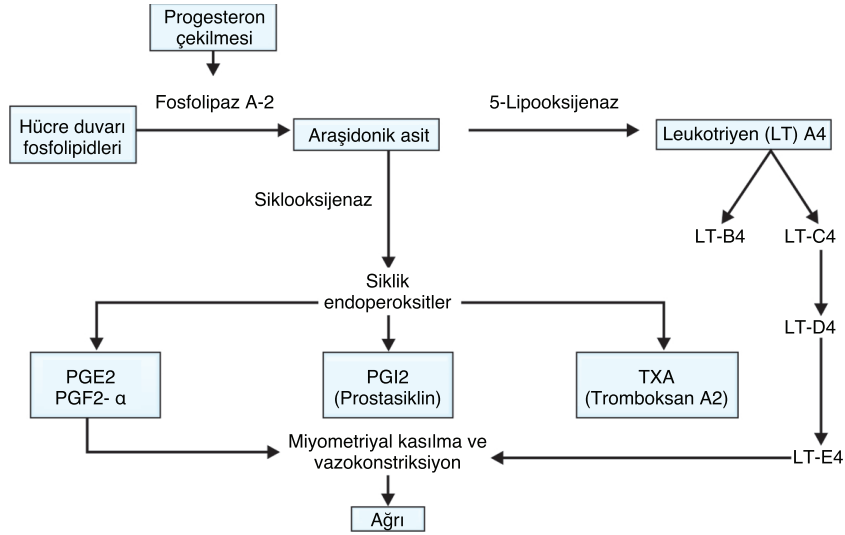 Progesteron
çekilmesi
Fosfolipaz A-2
5-Lipooksijenaz
Hücre duvarı
fosfolipidleri
Araşidonik asit
Leukotriyen (LT) A4
Siklooksijenaz
LT-B4
LT-C4
Siklik
endoperoksitler
LT-D4
PGE2
PGF2- α
PGI2
(Prostasiklin)
TXA
(Tromboksan A2)
Miyometriyal kasılma ve
vazokonstriksiyon
LT-E4
Ağrı